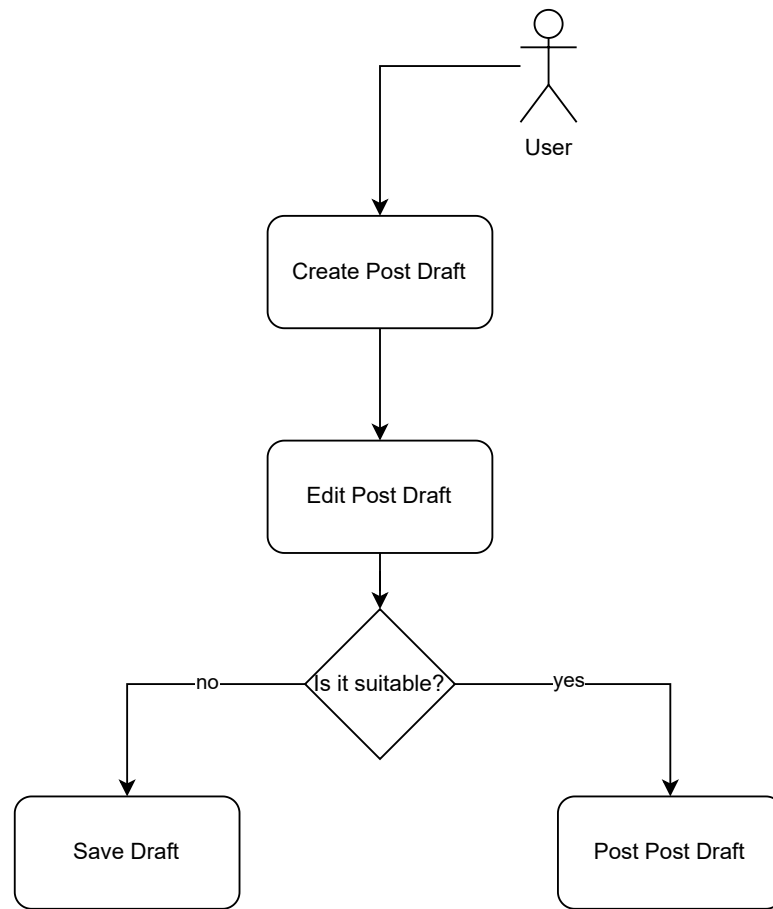 User
Create Post Draft
Edit Post Draft
Is it suitable?
no
yes
Save Draft
Post Post Draft